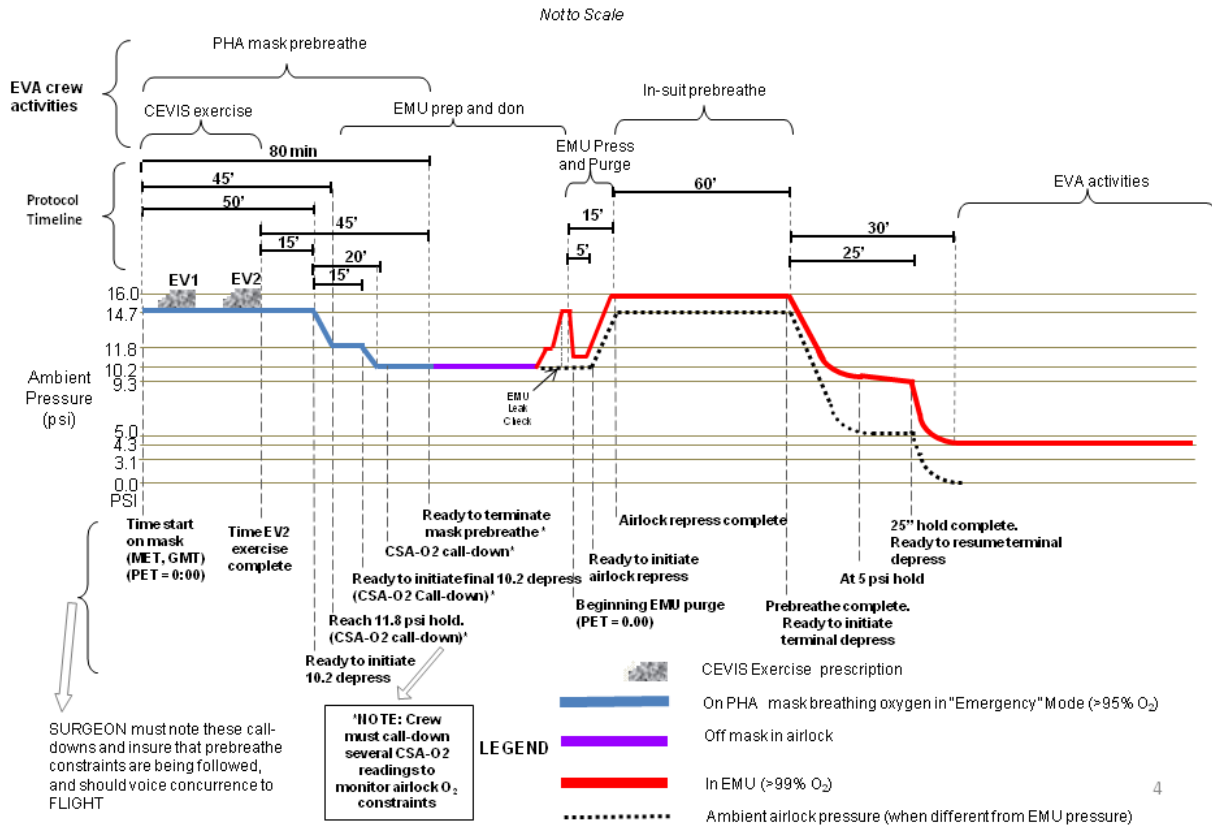 Notto Scale
PHA mask prebreathe
EVA crew
activities
In-suit prebreathe
CEVIS exercise
EMU prep and don
EMU Press
and Purge
80 min
EVA activities
Protocol
Timeline
45'
60'
50'
45'
15'
30'
15'
20'
5'
25'
15'
EV1
EV2
16.0
14.7
11.8
10.2
9.3
5.0
4.3
3.1
0.0
PSI
Ambient
Pressure
(psi)
EMU
Leak
Check
Time start
on mask
(MET, GMT)
(PET = 0:00)
Time EV2
exercise
complete
Ready to terminate
mask prebreathe *
CSA-O2 call-down*
Ready to initiate final 10.2 depress
(CSA-O2 Call-down)*
Reach 11.8 psi hold.
(CSA-O2 call-down)*
Ready to initiate
10.2 depress
Airlock repress complete
Ready to initiate
airlock repress
Beginning EMU purge
(PET = 0.00)
Prebreathe complete.
Ready to initiate
terminal depress
25" hold complete.
Ready to resume terminal
depress
At 5 psi hold
SURGEON must note these call-
downs and insure that prebreathe
constraints are being followed,
and should voice concurrence to
FLIGHT
*NOTE: Crew
must call-down
several CSA-O2
readings to
monitor airlock O₂
constraints
LEGEND
CEVIS Exercise prescription
On PHA mask breathing oxygen in "Emergency" Mode (>95% O₂)
Off mask in airlock
In EMU (>99% O₂)
Ambient airlock pressure (when different from EMU pressure)
4